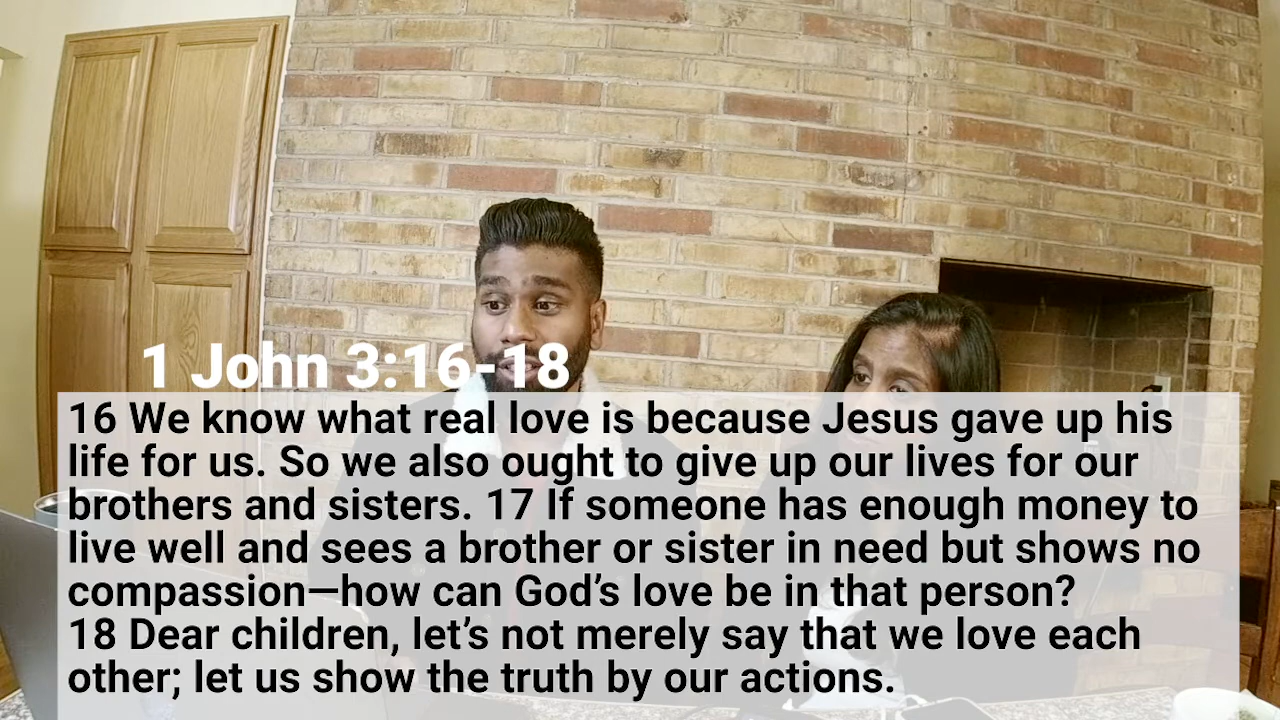 1 John 3:16-18
16 We know what real love is because Jesus gave up his
life for us. So we also ought to give up our lives for our
brothers and sisters. 17 If someone has enough money to
live well and sees a brother or sister in need but shows no
compassion—how can God’s love be in that person?
18 Dear children, let’s not merely say that we love each
other; let us show the truth by our actions.